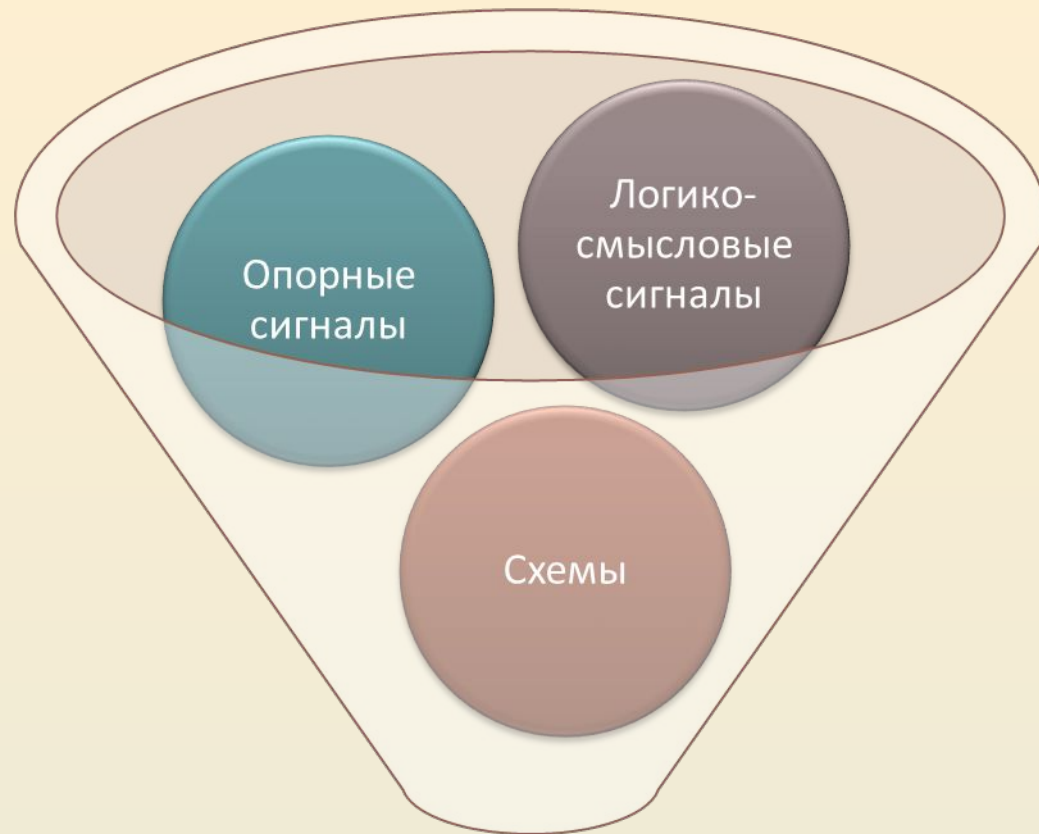 Опорные
сигналы
Логико-
смысловые
сигналы
Схемы